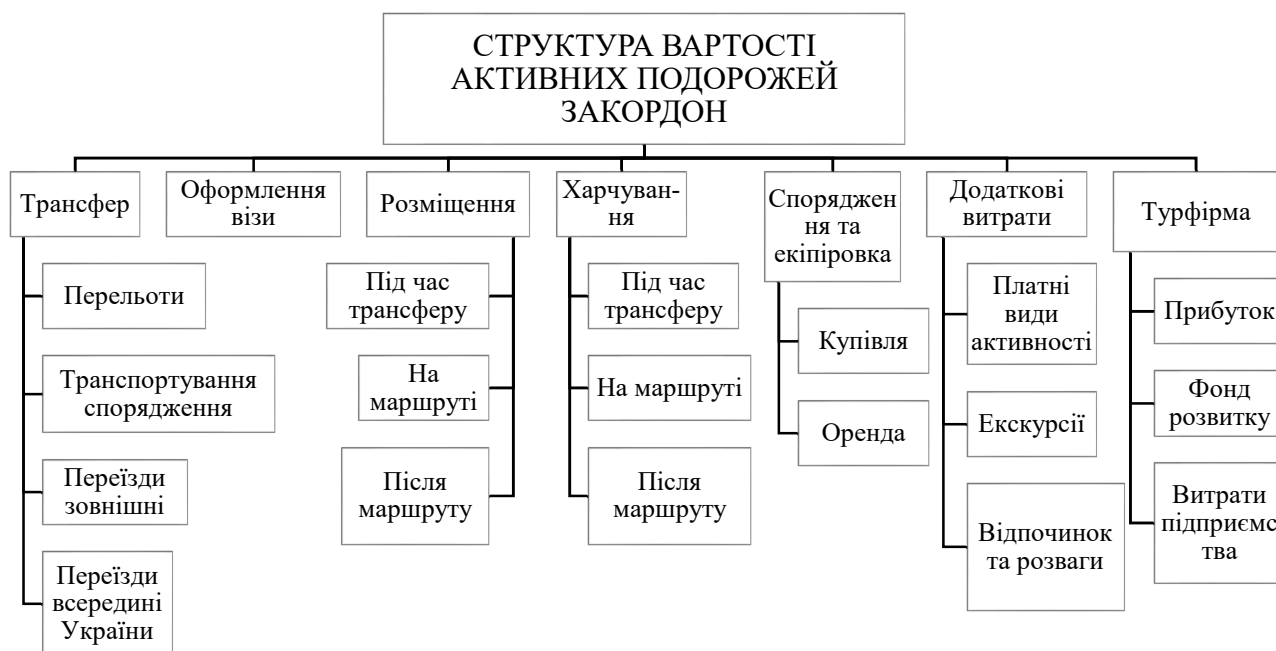 СТРУКТУРА ВАРТОСТІ
АКТИВНИХ ПОДОРОЖЕЙ
ЗАКОРДОН
Трансфер
Перельоти
Транспортування
спорядження
Переїзди
зовнішні
Переїзди
всередині
України
Оформлення
візи
Розміщення
Під час
трансферу
На
маршруті
Після
маршруту
Харчуван-
ня
Під час
трансферу
На маршруті
Після
маршруту
Споряджен
ня та
екіпіровка
Купівля
Оренда
Додаткові
витрати
Платні
види
активності
Екскурсії
Відпочинок
та розваги
Турфірма
Прибуток
Фонд
розвитку
Витрати
підприємс
тва